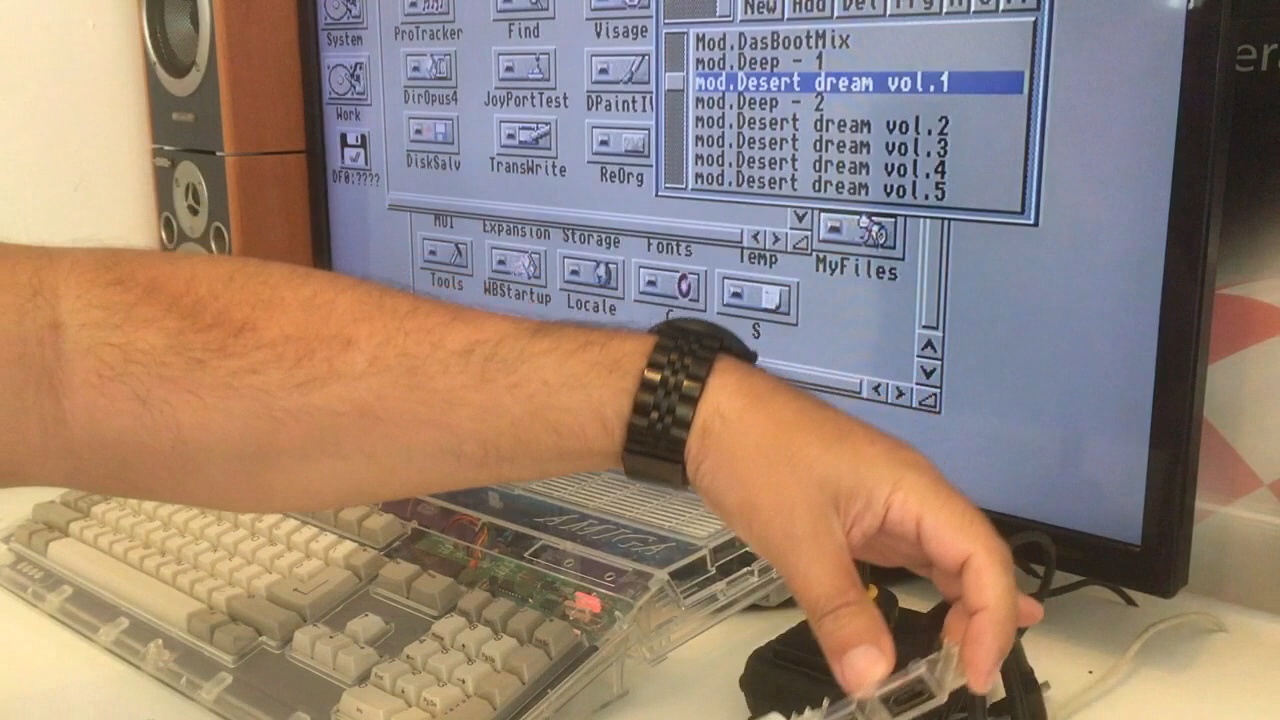 New Add Del
System
ProTracker
Find
Visage
Mod.DasBootMix
mod.Deep - 1
mod.Desert dream vol.1
mod.Deep - 2
mod.Desert dream vol.2
mod.Desert dream vol.3
mod.Desert dream vol.4
mod.Desert dream vol.5
Work
DirOpus4
JoyPortTest
DPaintIV
DF0:????
DiskSalv
TransWrite
ReOrg
MUI
Expansion
Storage
Fonts
Temp
MyFiles
Tools
WBStartup
Locale
S
AMIGA